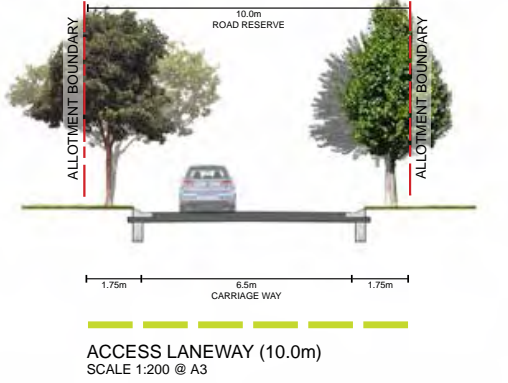 10.0m
ROAD RESERVE
ALLOTMENT BOUNDARY
ALLOTMENT BOUNDARY
1.75m
6.5m
1.75m
CARRIAGE WAY
ACCESS LANEWAY (10.0m)
SCALE 1:200 @ A3